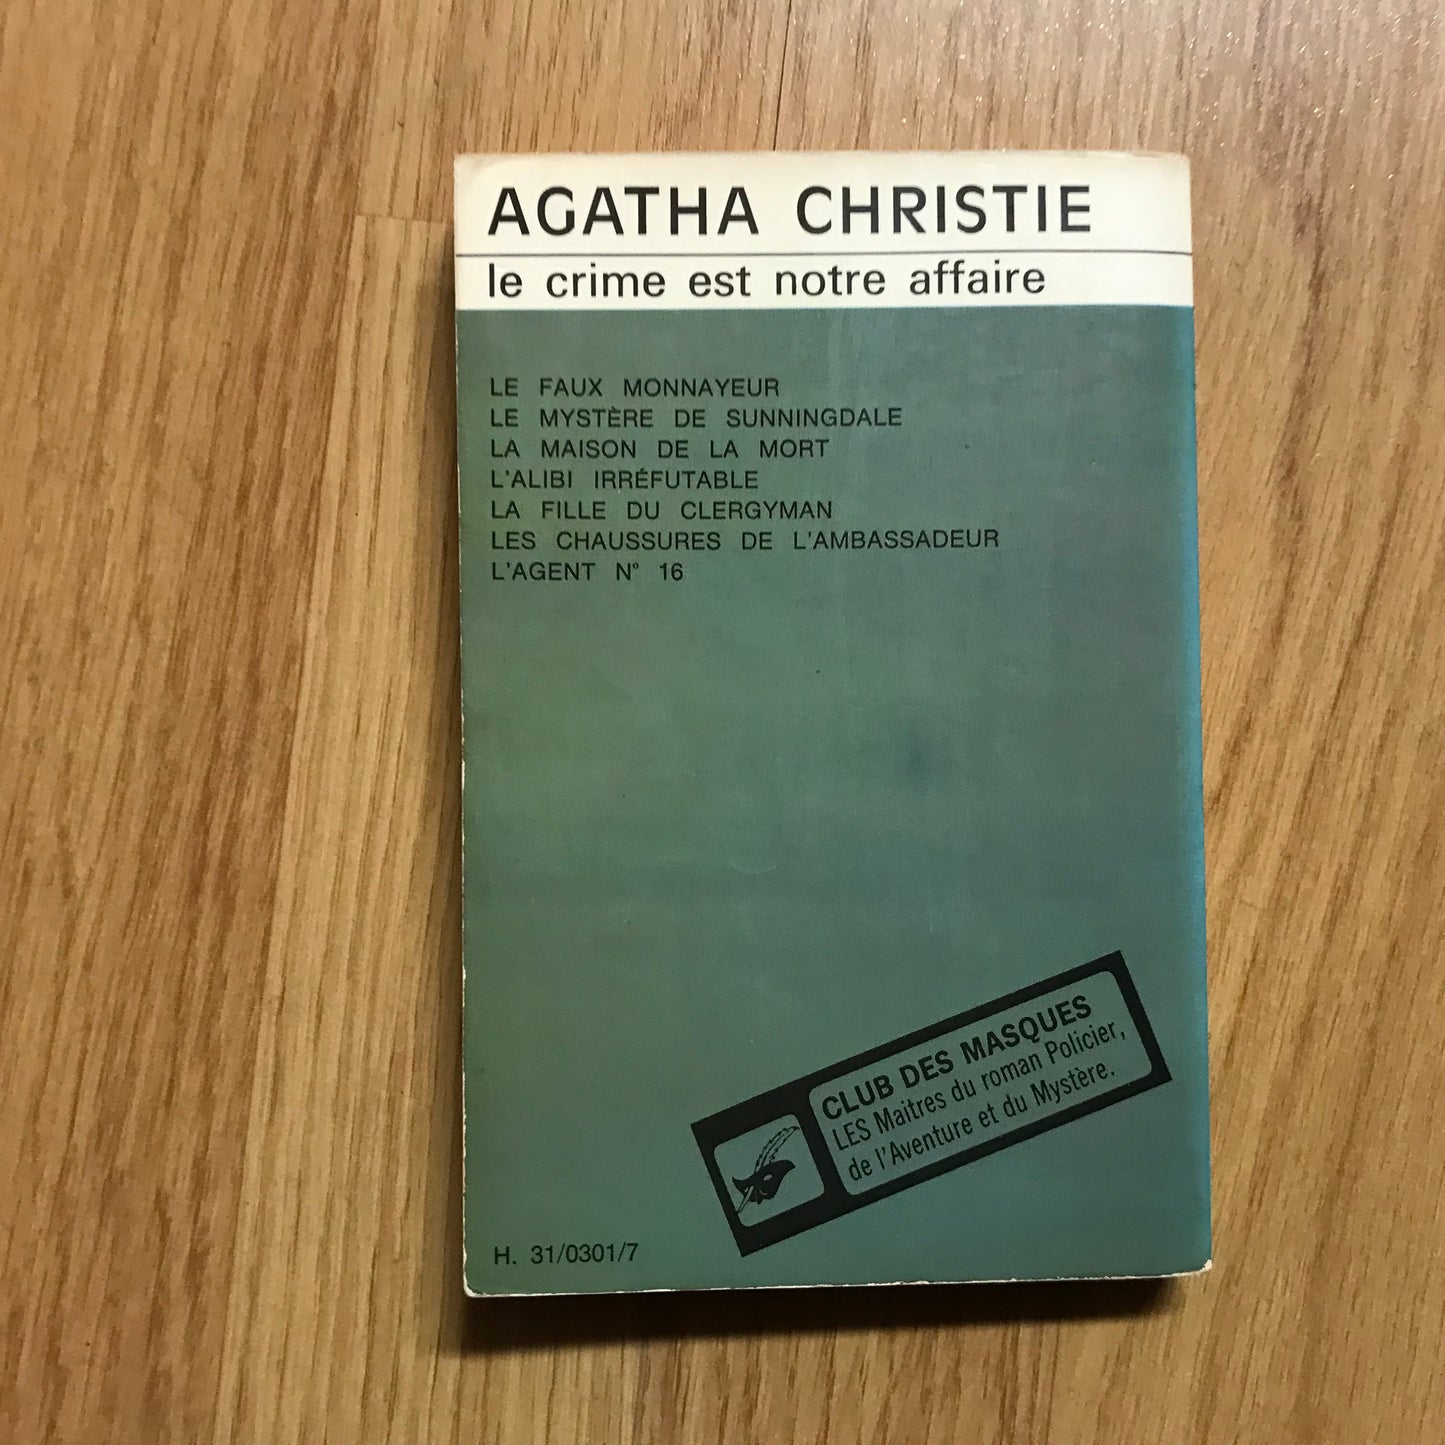 AGATHA CHRISTIE
le crime est notre affaire
LE FAUX MONNAYEUR
LE MYSTÈRE DE SUNNINGDALE
LA MAISON DE LA MORT
L'ALIBI IRRÉFUTABLE
LA FILLE DU CLERGYMAN
LES CHAUSSURES DE L'AMBASSADEUR
L'AGENT N° 16
CLUB DES MASQUES
LES Maîtres du roman Policier,
de l'Aventure et du Mystère.
H. 31/0301/7